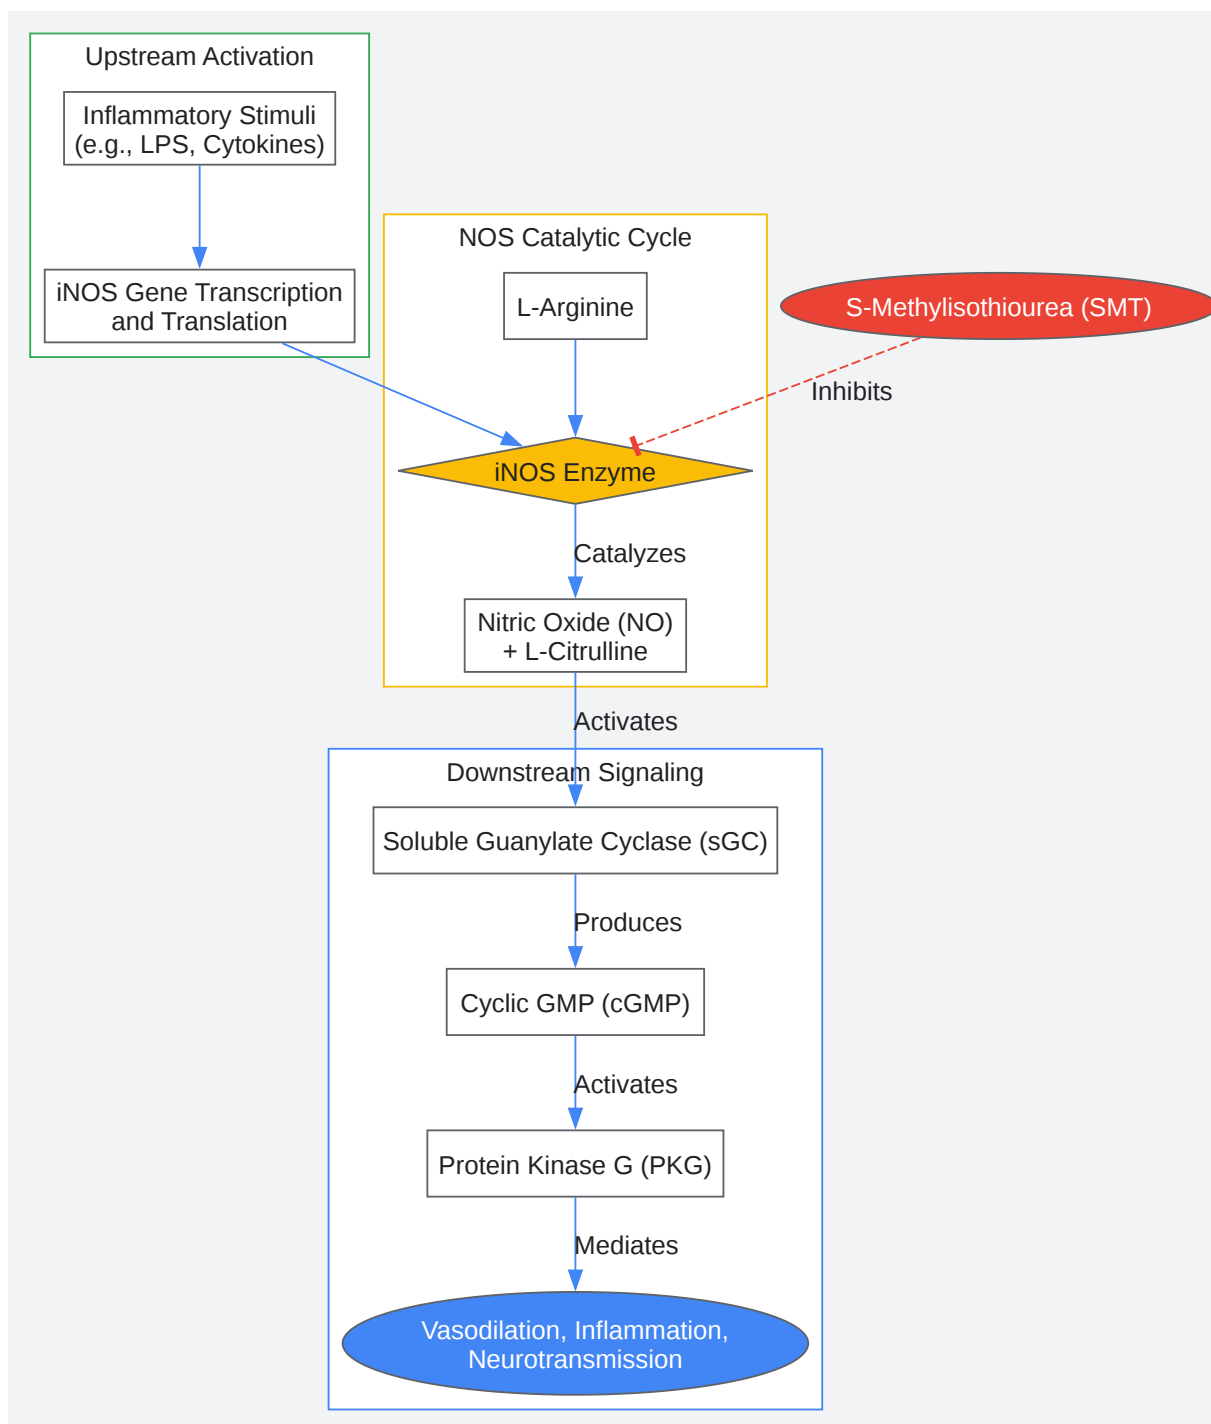 Upstream Activation
Inflammatory Stimuli
(e.g., LPS, Cytokines)
iNOS Gene Transcription
and Translation
NOS Catalytic Cycle
L-Arginine
S-Methylisothiourea (SMT)
Inhibits
iNOS Enzyme
Catalyzes
Nitric Oxide (NO)
+ L-Citrulline
Activates
Downstream Signaling
Soluble Guanylate Cyclase (sGC)
Produces
Cyclic GMP (cGMP)
Activates
Protein Kinase G (PKG)
Mediates
Vasodilation, Inflammation,
Neurotransmission